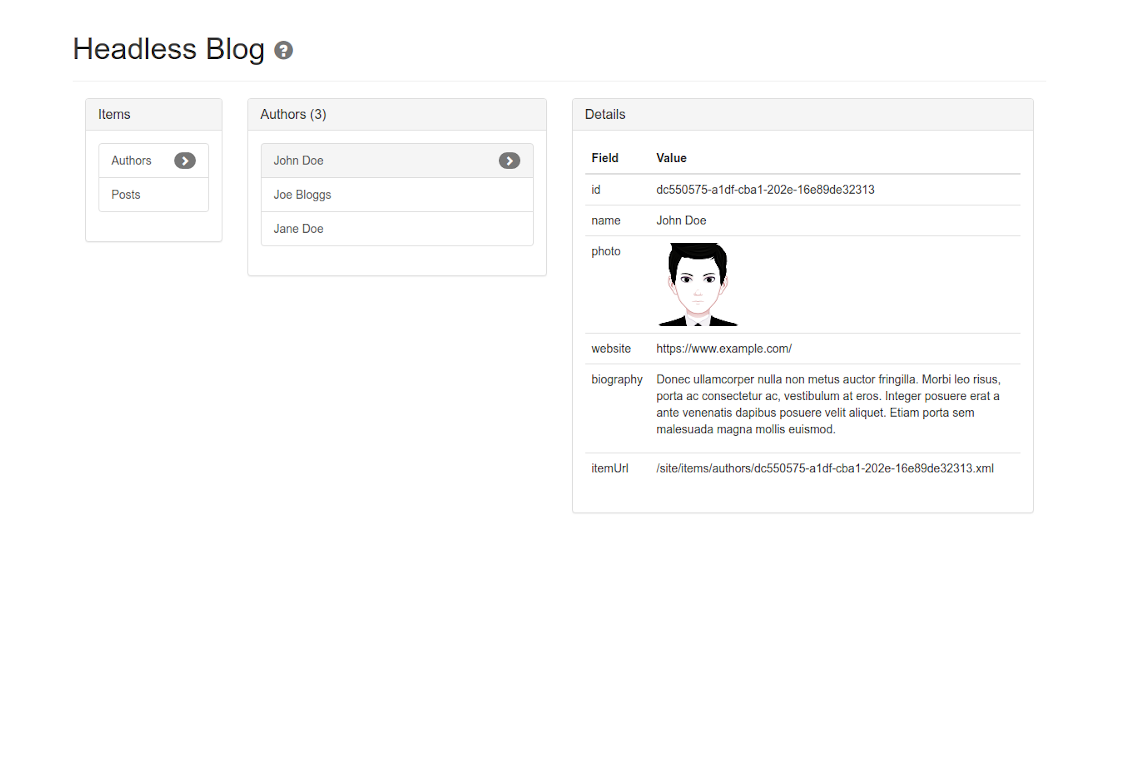 Headless Blog ?
Items
Authors
Posts
Authors (3)
John Doe
Joe Bloggs
Jane Doe
Details
Field Value
id dc550575-a1df-cba1-202e-16e89de32313
name John Doe
photo
website https://www.example.com/
biography Donec ullamcorper nulla non metus auctor fringilla. Morbi leo risus,
porta ac consectetur ac, vestibulum at eros. Integer posuere erat a
ante venenatis dapibus posuere velit aliquet. Etiam porta sem
malesuada magna mollis euismod.
itemUrl /site/items/authors/dc550575-a1df-cba1-202e-16e89de32313.xml